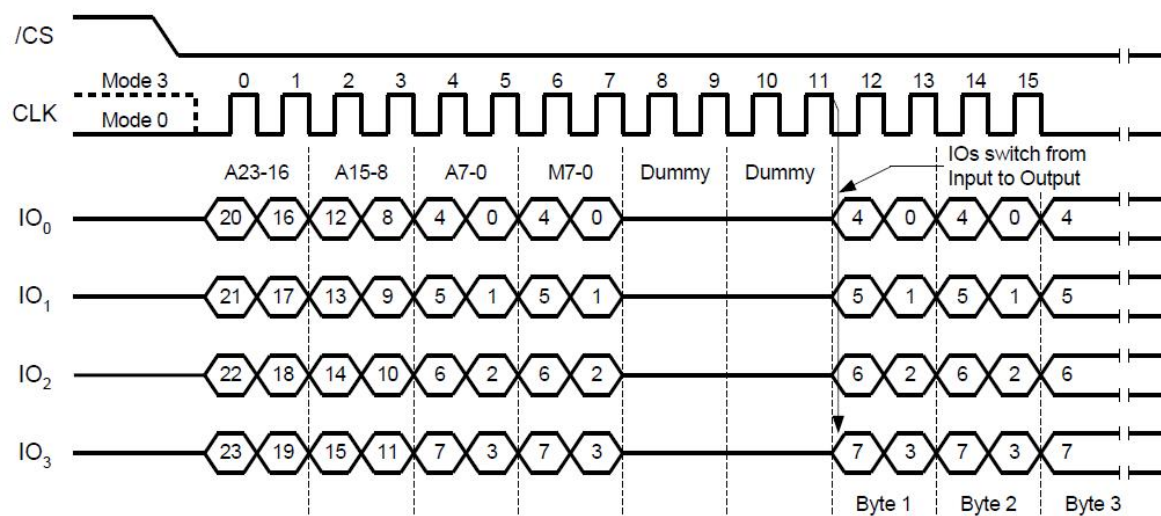 /CS
Mode 3
0 1 2 3 4 5 6 7 8 9 10 11 12 13 14 15
CLK
Mode 0
IOs switch from
Input to Output
A23-16 A15-8 A7-0 M7-0 Dummy Dummy
IO0 20 16 12 8 4 0 4 0 4 0 4 0 4
IO1 21 17 13 9 5 1 5 1 5 1 5 1 5
IO2 22 18 14 10 6 2 6 2 6 2 6 2 6
IO3 23 19 15 11 7 3 7 3 7 3 7 3 7
Byte 1 Byte 2 Byte 3